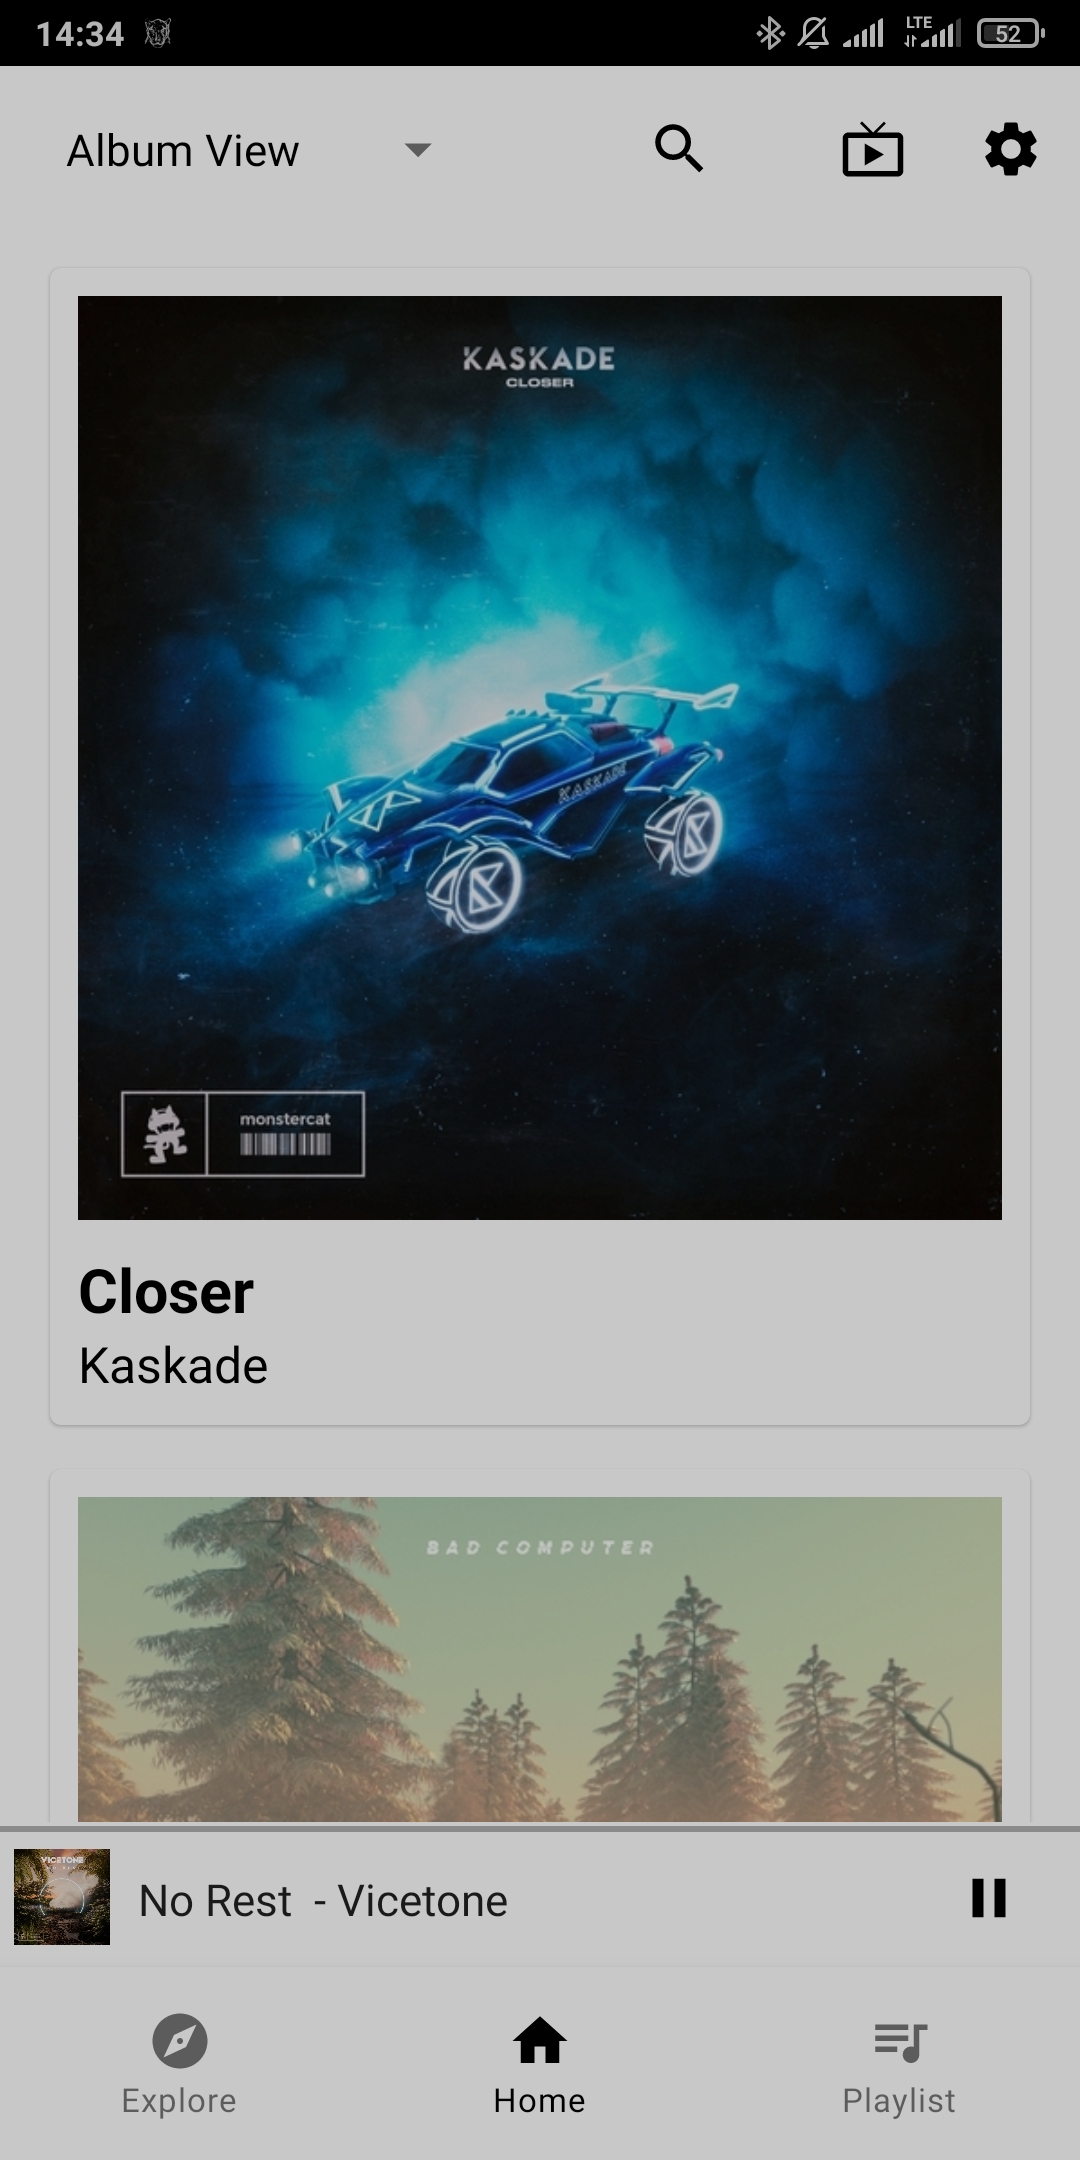 14:34
LTE
52
Album View
KASKADE
CLOSER
KASKADE
monstercat
Closer
Kaskade
BAD COMPUTER
VICETONE
No Rest - Vicetone
Explore
Home
Playlist